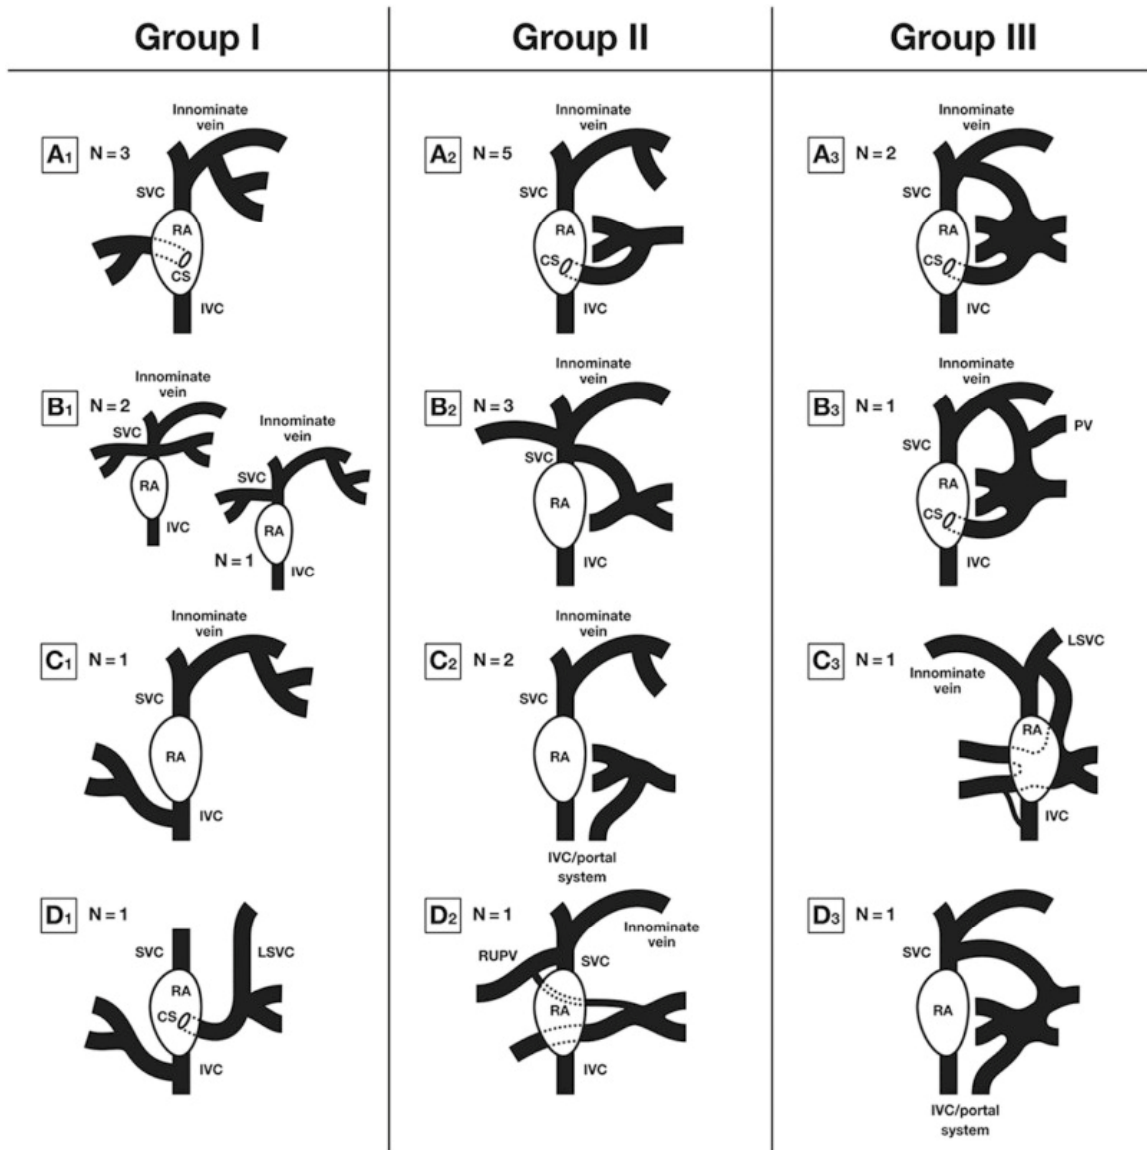 Group I
Group II
Group III
A1 N = 3
Innominate
vein
SVC
RA
CS
IVC
A2 N = 5
Innominate
vein
SVC
RA
CS
IVC
A3 N = 2
Innominate
vein
SVC
RA
CS
IVC
B1 N = 2
Innominate
vein
SVC
RA
IVC
Innominate
vein
SVC
RA
N = 1
IVC
B2 N = 3
Innominate
vein
SVC
RA
IVC
B3 N = 1
Innominate
vein
PV
SVC
RA
CS
IVC
C1 N = 1
Innominate
vein
SVC
RA
IVC
C2 N = 2
Innominate
vein
SVC
RA
IVC/portal
system
C3 N = 1
LSVC
Innominate
vein
RA
IVC
D1 N = 1
SVC
LSVC
RA
CS
IVC
D2 N = 1
Innominate
vein
RUPV
SVC
RA
IVC
D3 N = 1
SVC
RA
IVC/portal
system